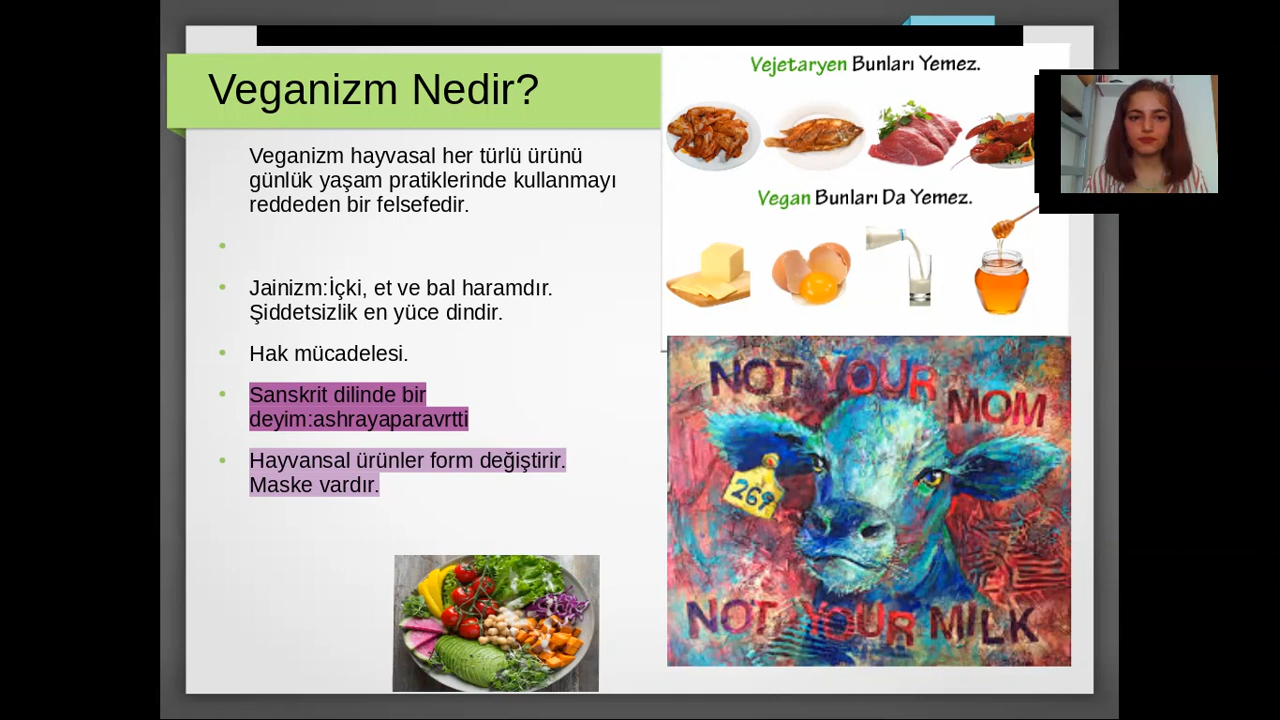 Veganizm Nedir?
Veganizm hayvasal her türlü ürünü
günlük yaşam pratiklerinde kullanmayı
reddeden bir felsefedir.
Jainizm:İçki, et ve bal haramdır.
Şiddetsizlik en yüce dindir.
Hak mücadelesi.
Sanskrit dilinde bir
deyim:ashrayaparavrtti
Hayvansal ürünler form değiştirir.
Maske vardır.
Vejetaryen Bunları Yemez.
Vegan Bunları Da Yemez.
NOT YOUR
MOM
269
NOT YOUR MILK